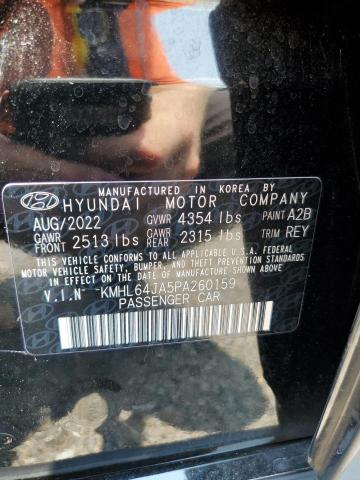 MANUFACTURED IN KOREA BY
HYUNDAI MOTOR COMPANY
AUG/2022 GVWR 4354 lbs PAINT A2B
GAWR FRONT 2513 lbs GAWR REAR 2315 lbs TRIM REY
THIS VEHICLE CONFORMS TO ALL APPLICABLE U.S.A. FEDERAL
MOTOR VEHICLE SAFETY, BUMPER, AND THEFT PREVENTION
STANDARDS IN EFFECT ON THE DATE OF MANUFACTURE SHOWN ABOVE.
V.I.N KMHL64JA5PA260159
PASSENGER CAR